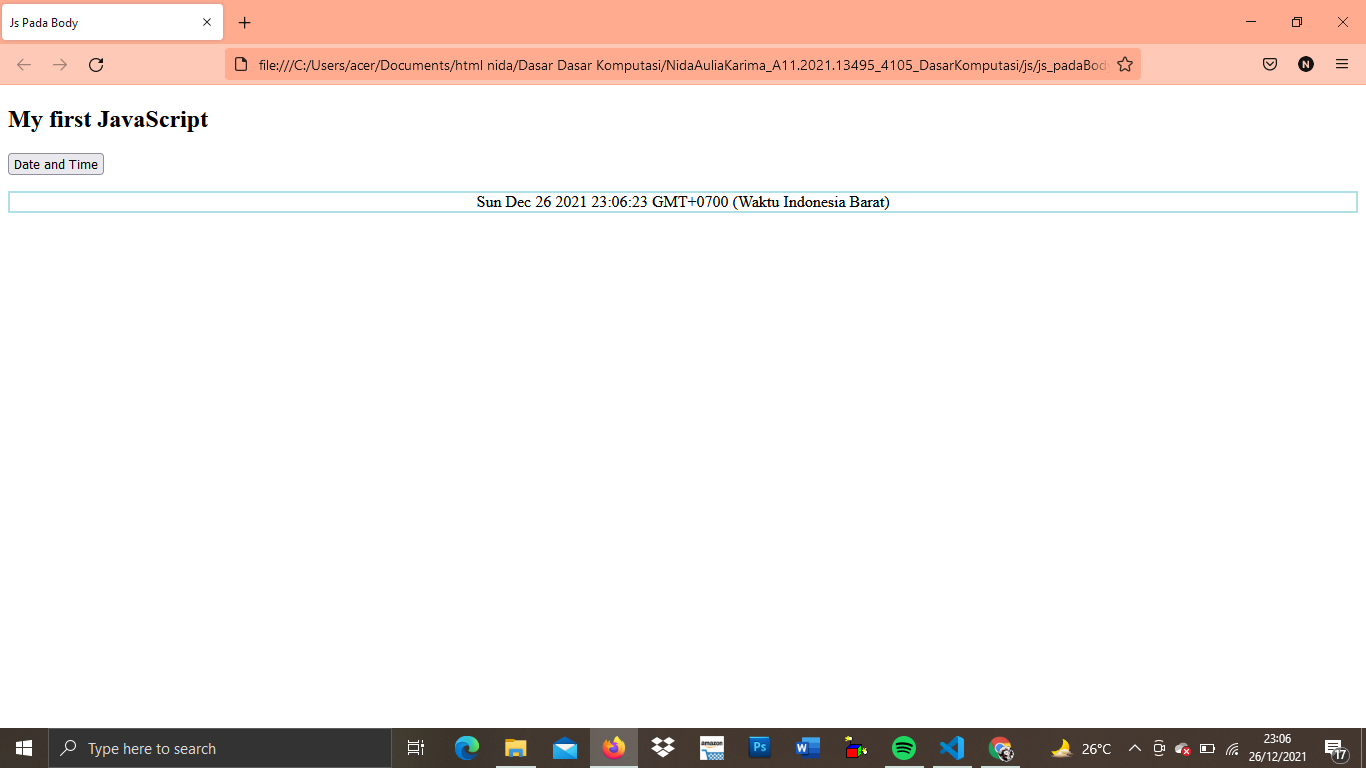 Js Pada Body
file:///C:/Users/acer/Documents/html nida/Dasar Dasar Komputasi/NidaAuliaKarima_A11.2021.13495_4105_DasarKomputasi/js/js_padaBody
N
My first JavaScript
Date and Time
Sun Dec 26 2021 23:06:23 GMT+0700 (Waktu Indonesia Barat)
Type here to search
amazon
Ps
W
26°C
23:06
26/12/2021
17